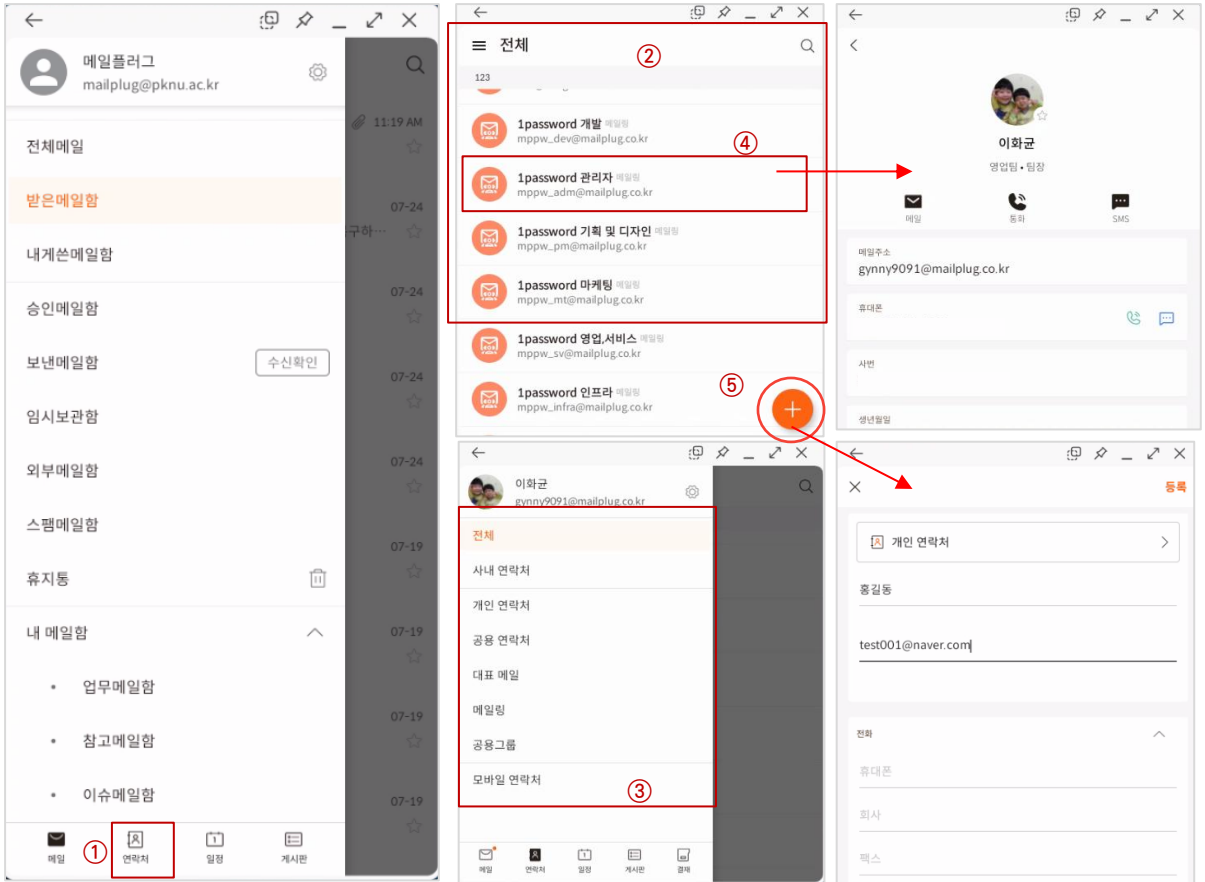 메일플러그
mailplug@pknu.ac.kr
11:19 AM
전체메일
받은메일함
07-24
구하…
내게쓴메일함
07-24
승인메일함
보낸메일함
수신확인
07-24
임시보관함
07-24
외부메일함
스팸메일함
07-19
휴지통
내 메일함
07-19
• 업무메일함
07-19
• 참고메일함
• 이슈메일함
07-19
①
메일
연락처
1
일정
게시판
전체
②
123
1password 개발 메일링
mppw_dev@mailplug.co.kr
④
1password 관리자 메일링
mppw_adm@mailplug.co.kr
1password 기획 및 디자인 메일링
mppw_pm@mailplug.co.kr
1password 마케팅 메일링
mppw_mt@mailplug.co.kr
1password 영업,서비스 메일링
mppw_sv@mailplug.co.kr
⑤
1password 인프라 메일링
mppw_infra@mailplug.co.kr
+
이화균
gynny9091@mailplug.co.kr
전체
사내 연락처
개인 연락처
공용 연락처
대표 메일
메일링
공용그룹
모바일 연락처
③
메일
연락처
1
일정
게시판
결재
이화균
영업팀 • 팀장
메일
통화
SMS
메일주소
gynny9091@mailplug.co.kr
휴대폰
사번
생년월일
등록
개인 연락처
홍길동
test001@naver.com
전화
휴대폰
회사
팩스